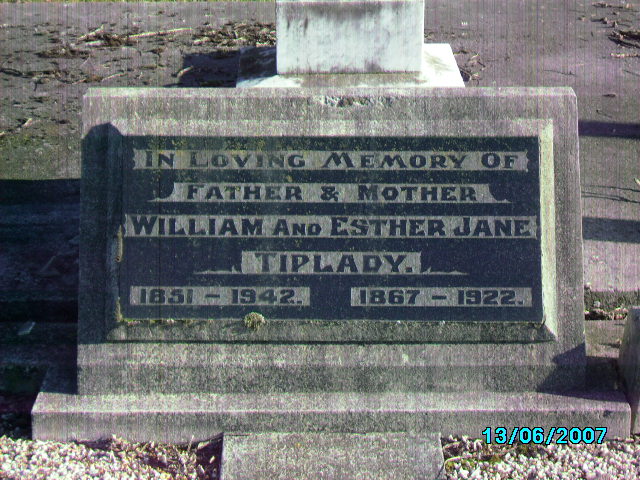 In Loving Memory Of
Father & Mother
WILLIAM AND ESTHER JANE
TIPLADY.
1851 - 1942. 1867 - 1922.
13/06/2007